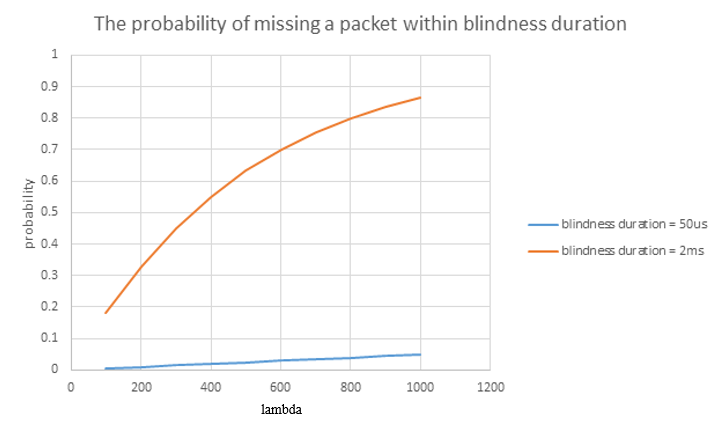 The probability of missing a packet within blindness duration
1
0.9
0.8
0.7
0.6
0.5
0.4
0.3
0.2
0.1
0
probability
0 200 400 600 800 1000 1200
lambda
blindness duration = 50us
blindness duration = 2ms